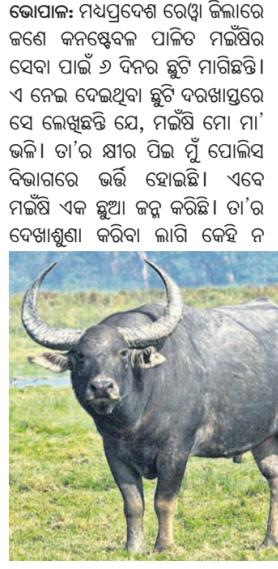 ଭୋପାଳ: ମଧ୍ୟପ୍ରଦେଶ ରେୱା ଜିଲାରେ
ଜଣେ କନଷ୍ଟେବଳ ପାଳିତ ମଇଁଷିର
ସେବା ପାଇଁ ୬ ଦିନର ଛୁଟି ମାଗିଛନ୍ତି।
ଏ ନେଇ ଦେଇଥିବା ଛୁଟି ଦରଖାସ୍ତରେ
ସେ ଲେଖିଛନ୍ତି ଯେ, ମଇଁଷି ମୋ ମା'
ଭଳି। ତା'ର କ୍ଷୀର ପିଇ ମୁଁ ପୋଲିସ
ବିଭାଗରେ ଭର୍ତ୍ତି ହୋଇଛି। ଏବେ
ମଇଁଷି ଏକ ଛୁଆ ଜନ୍ମ କରିଛି। ତା'ର
ଦେଖାଶୁଣା କରିବା ଲାଗି କେହି ନ